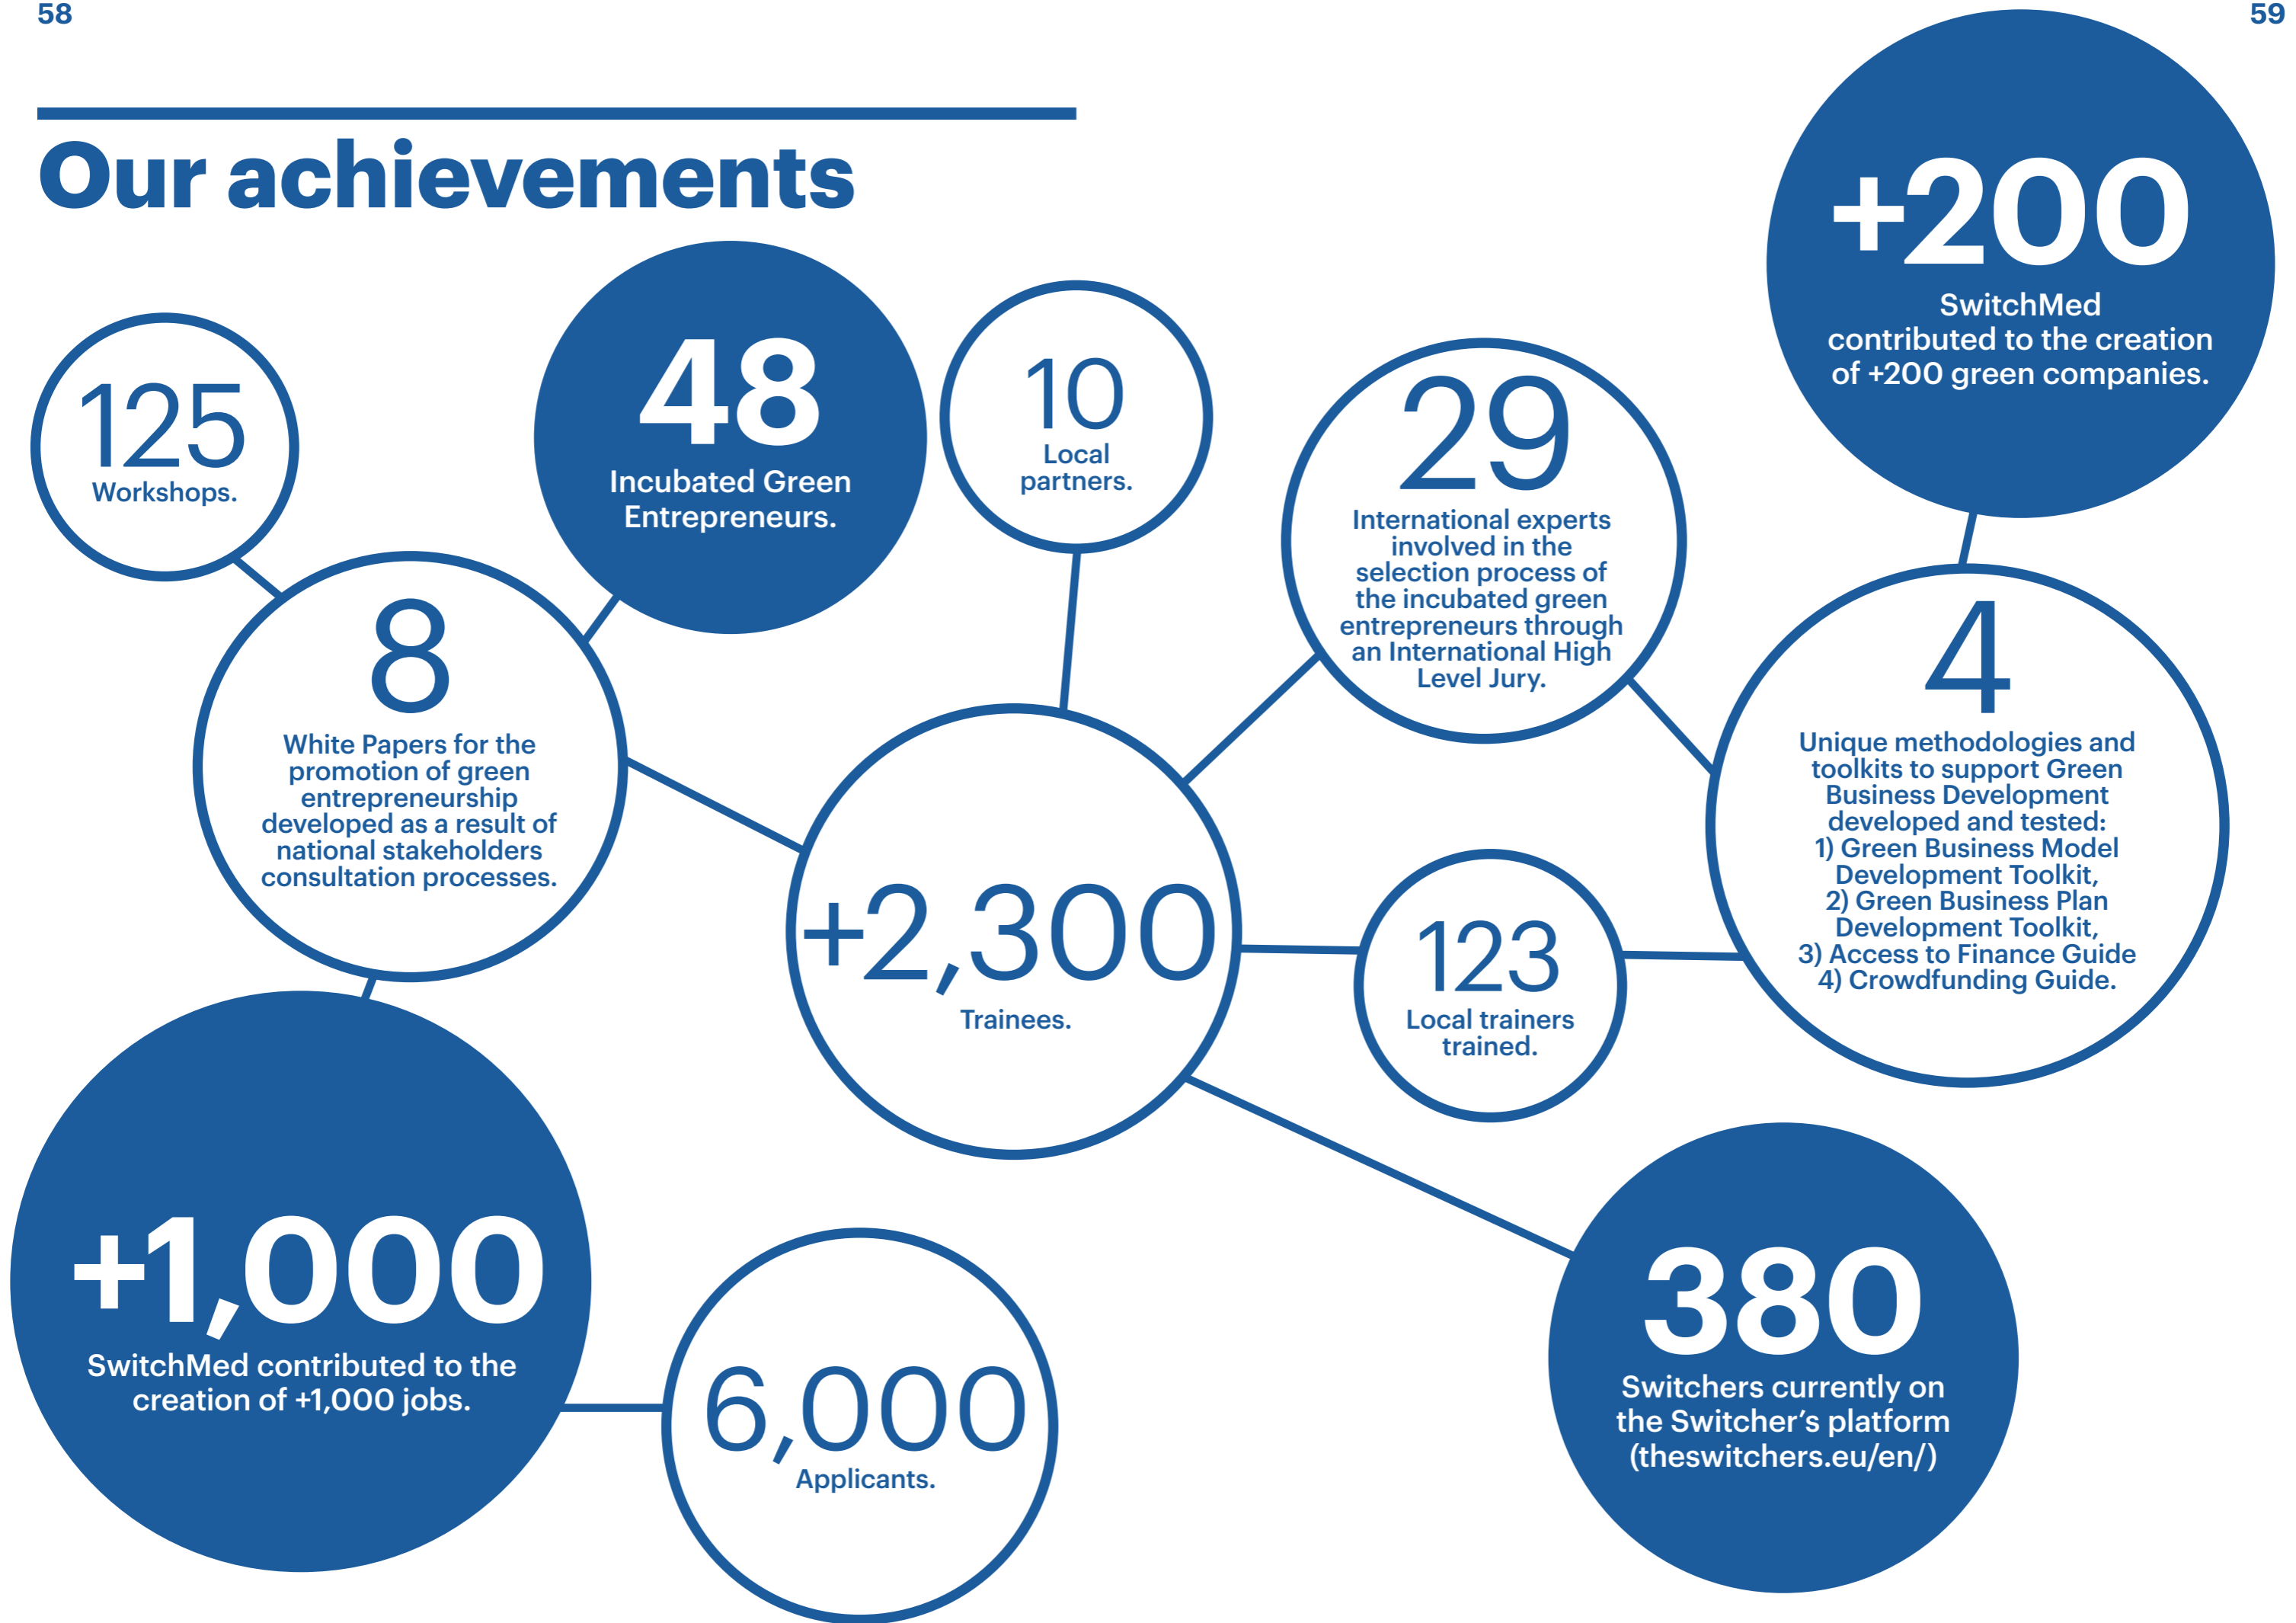 58
59
Our achievements
125
Workshops.
48
Incubated Green
Entrepreneurs.
10
Local
partners.
29
International experts
involved in the
selection process of
the incubated green
entrepreneurs through
an International High
Level Jury.
+200
SwitchMed
contributed to the creation
of +200 green companies.
8
White Papers for the
promotion of green
entrepreneurship
developed as a result of
national stakeholders
consultation processes.
+2,300
Trainees.
123
Local trainers
trained.
4
Unique methodologies and
toolkits to support Green
Business Development
developed and tested:
1) Green Business Model
Development Toolkit,
2) Green Business Plan
Development Toolkit,
3) Access to Finance Guide
4) Crowdfunding Guide.
+1,000
SwitchMed contributed to the
creation of +1,000 jobs.
6,000
Applicants.
380
Switchers currently on
the Switcher’s platform
(theswitchers.eu/en/)